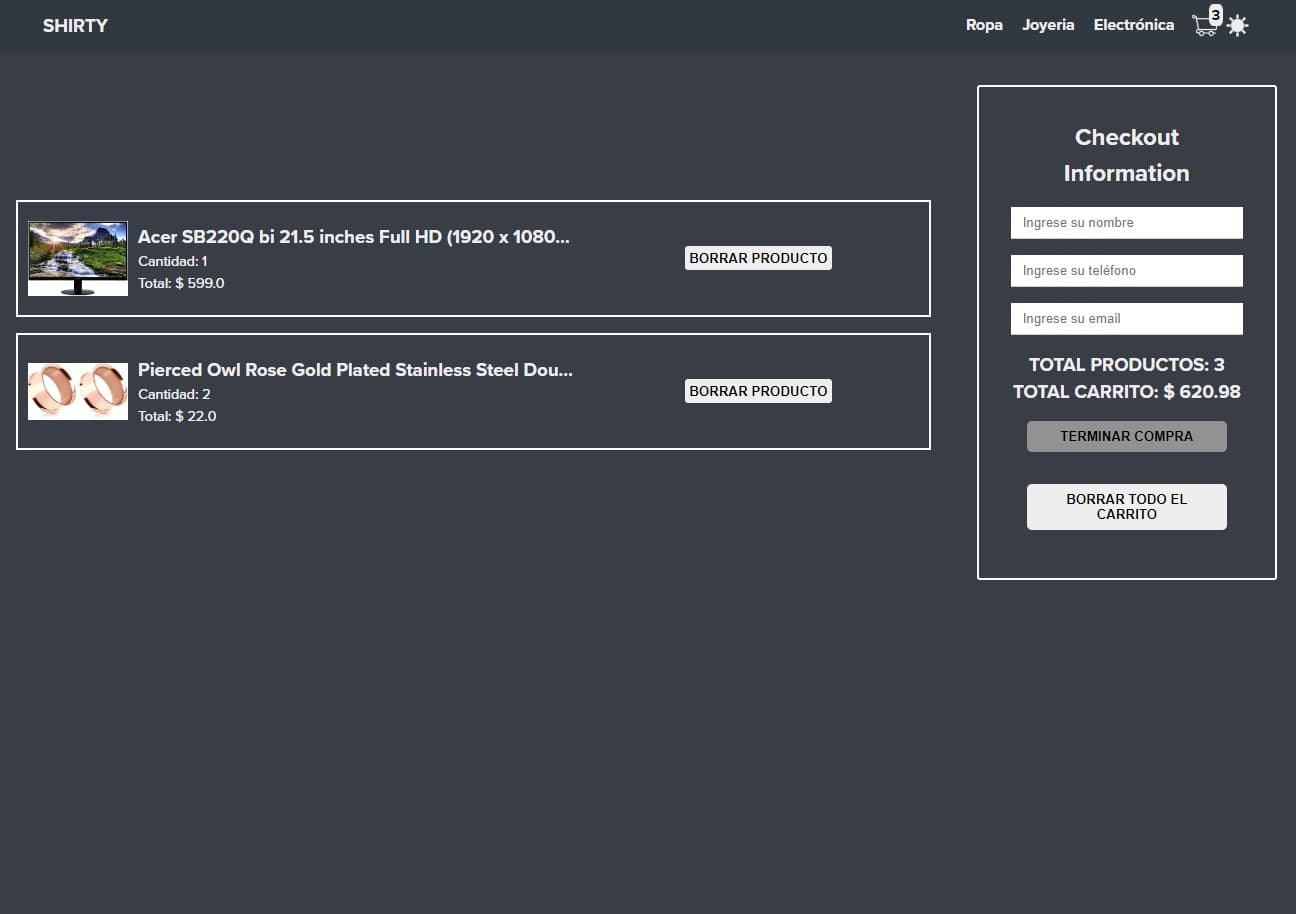 SHIRTY
Ropa
Joyeria
Electrónica
3
Acer SB220Q bi 21.5 inches Full HD (1920 x 1080...
Cantidad: 1
Total: $ 599.0
BORRAR PRODUCTO
Pierced Owl Rose Gold Plated Stainless Steel Dou...
Cantidad: 2
Total: $ 22.0
BORRAR PRODUCTO
Checkout
Information
Ingrese su nombre
Ingrese su teléfono
Ingrese su email
TOTAL PRODUCTOS: 3
TOTAL CARRITO: $ 620.98
TERMINAR COMPRA
BORRAR TODO EL
CARRITO